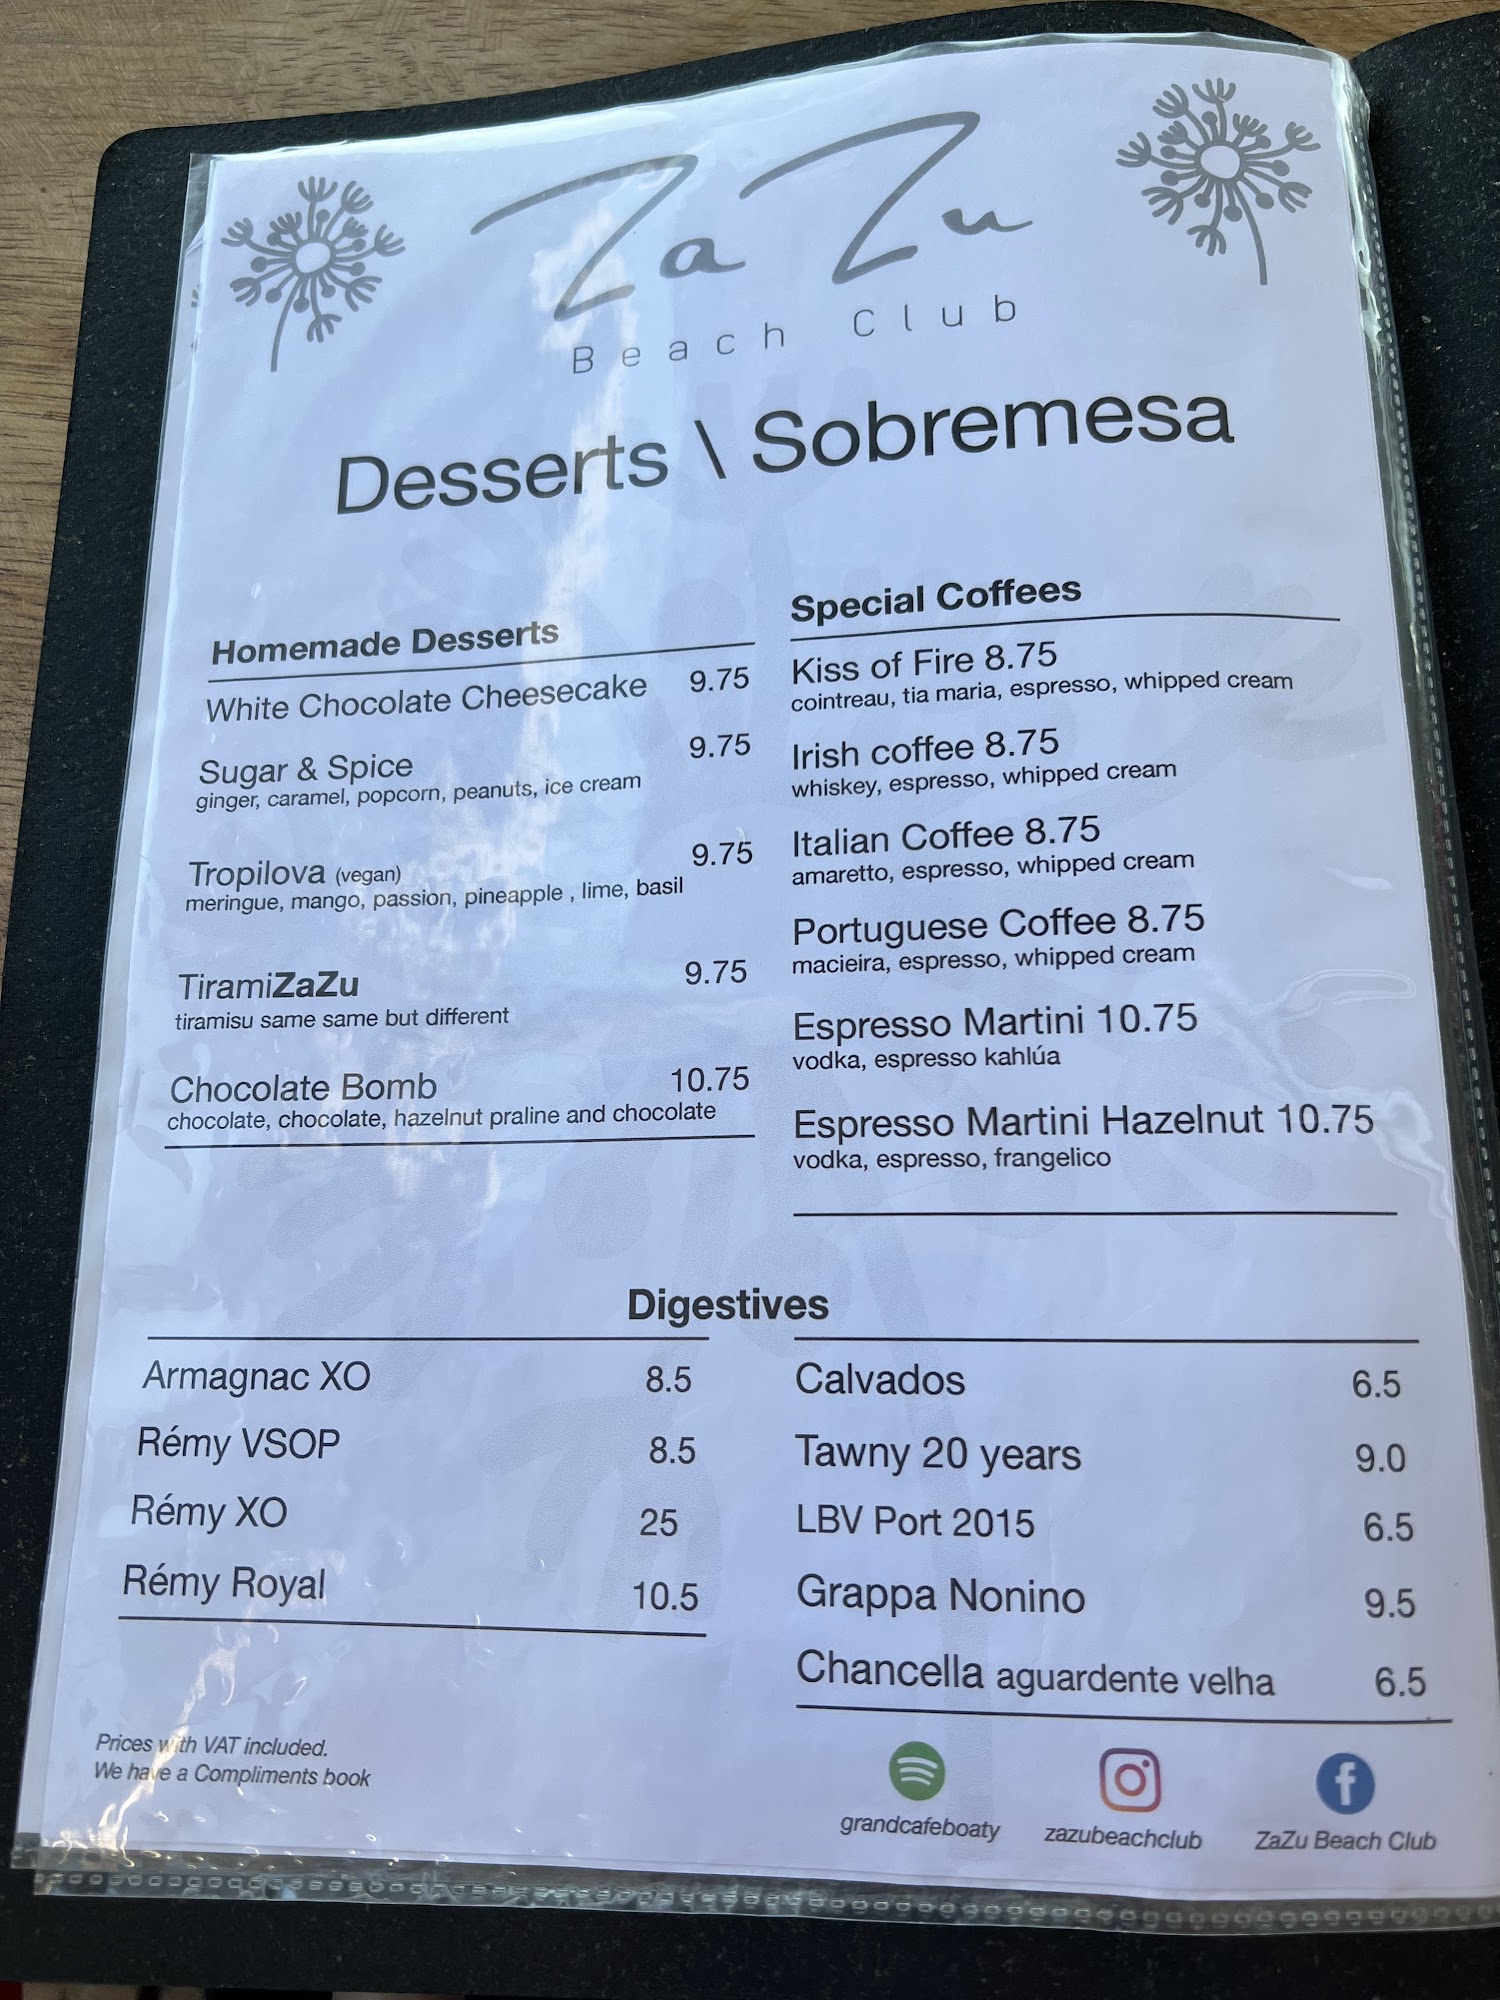 ZaZu
Beach Club
Desserts \ Sobremesa
Homemade Desserts
White Chocolate Cheesecake 9.75
Sugar & Spice 9.75
ginger, caramel, popcorn, peanuts, ice cream
Tropilova (vegan) 9.75
meringue, mango, passion, pineapple , lime, basil
TiramiZaZu 9.75
tiramisu same same but different
Chocolate Bomb 10.75
chocolate, chocolate, hazelnut praline and chocolate
Special Coffees
Kiss of Fire 8.75
cointreau, tia maria, espresso, whipped cream
Irish coffee 8.75
whiskey, espresso, whipped cream
Italian Coffee 8.75
amaretto, espresso, whipped cream
Portuguese Coffee 8.75
macieira, espresso, whipped cream
Espresso Martini 10.75
vodka, espresso kahlúa
Espresso Martini Hazelnut 10.75
vodka, espresso, frangelico
Digestives
Armagnac XO 8.5
Rémy VSOP 8.5
Rémy XO 25
Rémy Royal 10.5
Calvados 6.5
Tawny 20 years 9.0
LBV Port 2015 6.5
Grappa Nonino 9.5
Chancella aguardente velha 6.5
Prices with VAT included.
We have a Compliments book
grandcafeboaty
zazubeachclub
ZaZu Beach Club